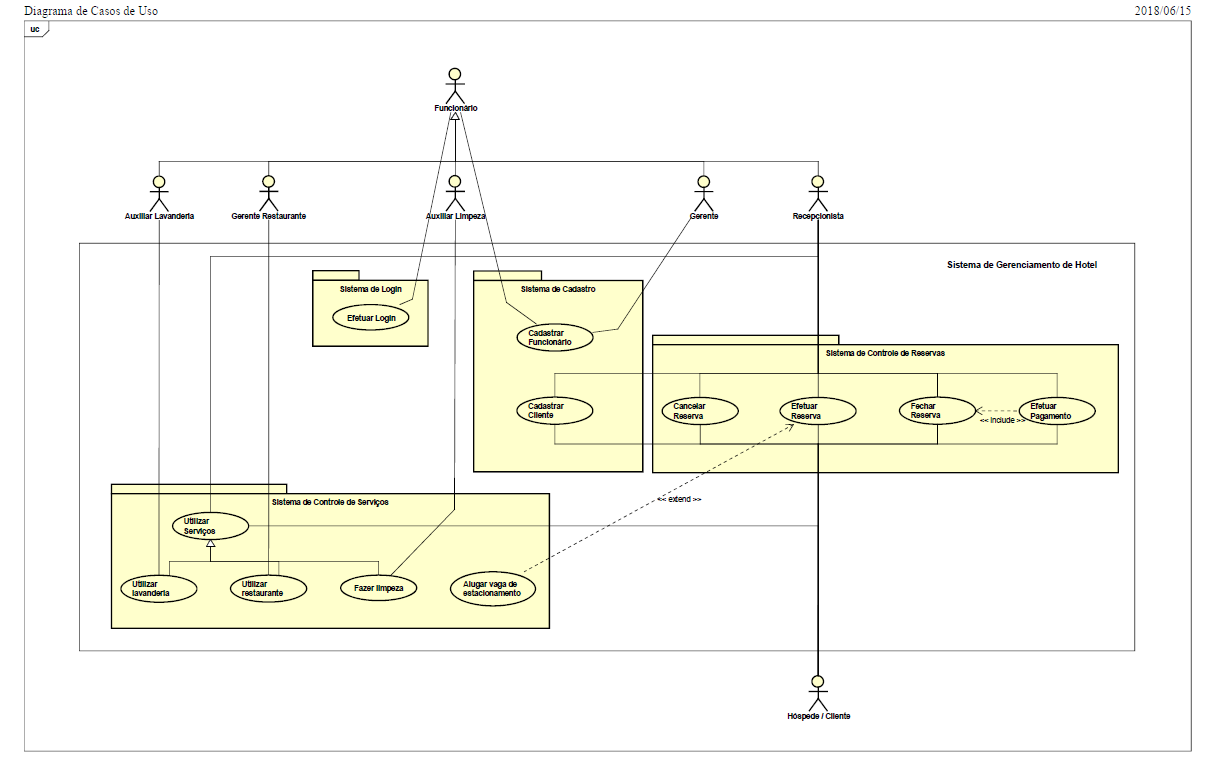 Diagrama de Casos de Uso
2018/06/15
uc
Funcionário
Auxiliar Lavanderia
Gerente Restaurante
Auxiliar Limpeza
Gerente
Recepcionista
Sistema de Gerenciamento de Hotel
Sistema de Login
Efetuar Login
Sistema de Cadastro
Cadastrar
Funcionário
Cadastrar
Cliente
Sistema de Controle de Reservas
Cancelar
Reserva
Efetuar
Reserva
Fechar
Reserva
<< include >>
Efetuar
Pagamento
<< extend >>
Sistema de Controle de Serviços
Utilizar
Serviços
Utilizar
lavanderia
Utilizar
restaurante
Fazer limpeza
Alugar vaga de
estacionamento
Hóspede / Cliente